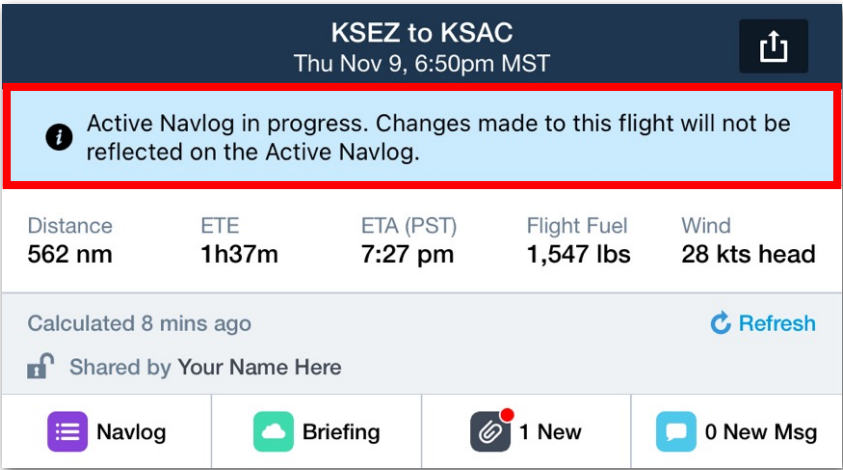 KSEZ to KSAC
Thu Nov 9, 6:50pm MST
Active Navlog in progress. Changes made to this flight will not be
reflected on the Active Navlog.
Distance ETE ETA (PST) Flight Fuel Wind
562 nm 1h37m 7:27 pm 1,547 lbs 28 kts head
Calculated 8 mins ago Refresh
Shared by Your Name Here
Navlog Briefing 1 New 0 New Msg